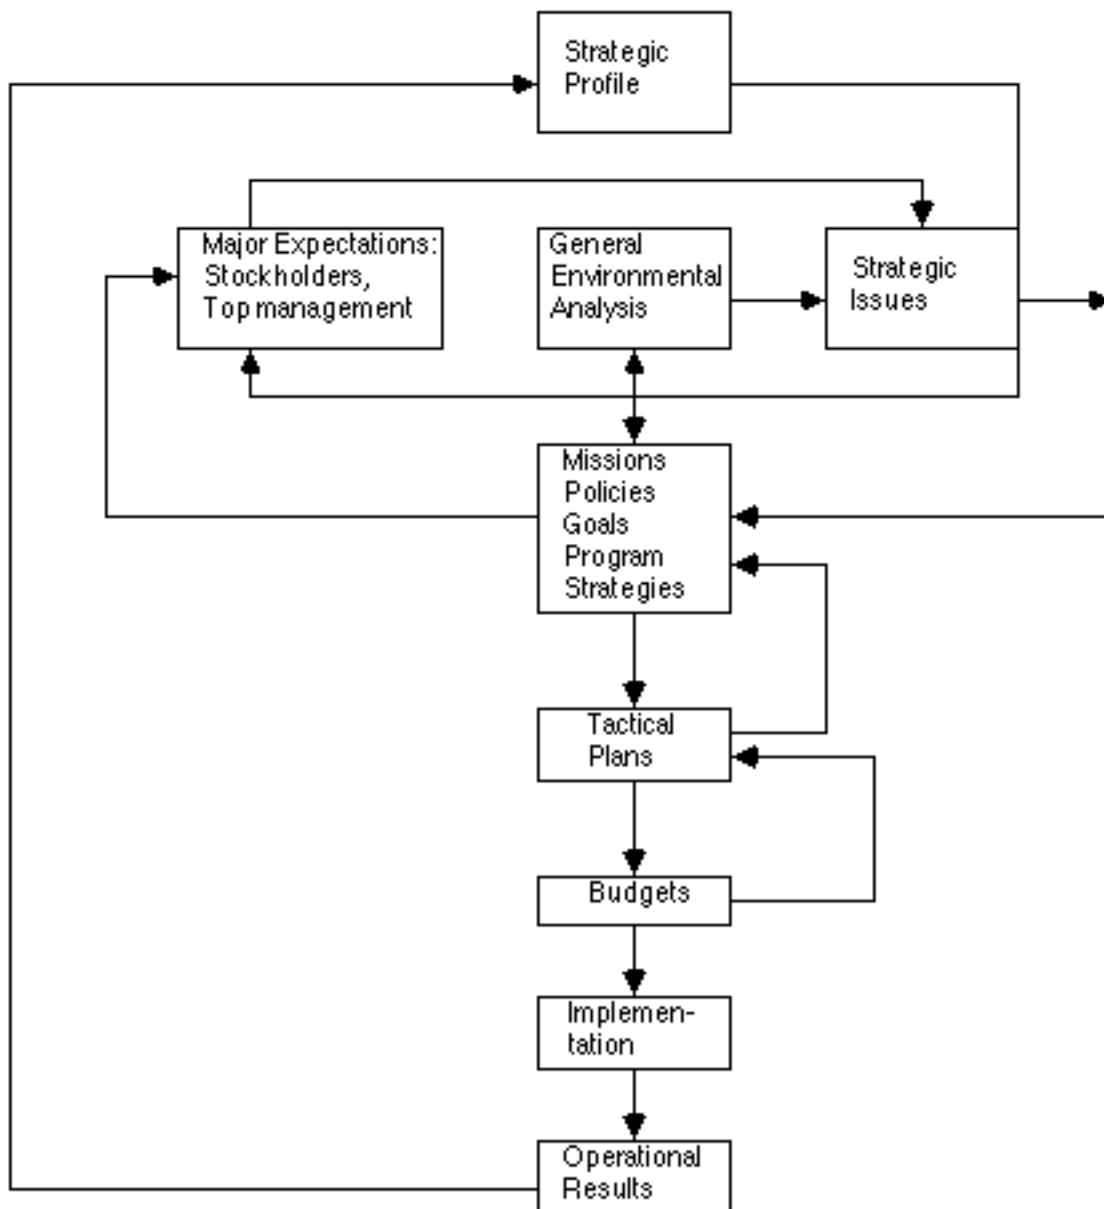 Strategic
Profile
Major Expectations:
Stockholders,
Top management
General
Environmental
Analysis
Strategic
Issues
Missions
Policies
Goals
Program
Strategies
Tactical
Plans
Budgets
Implemen-
tation
Operational
Results